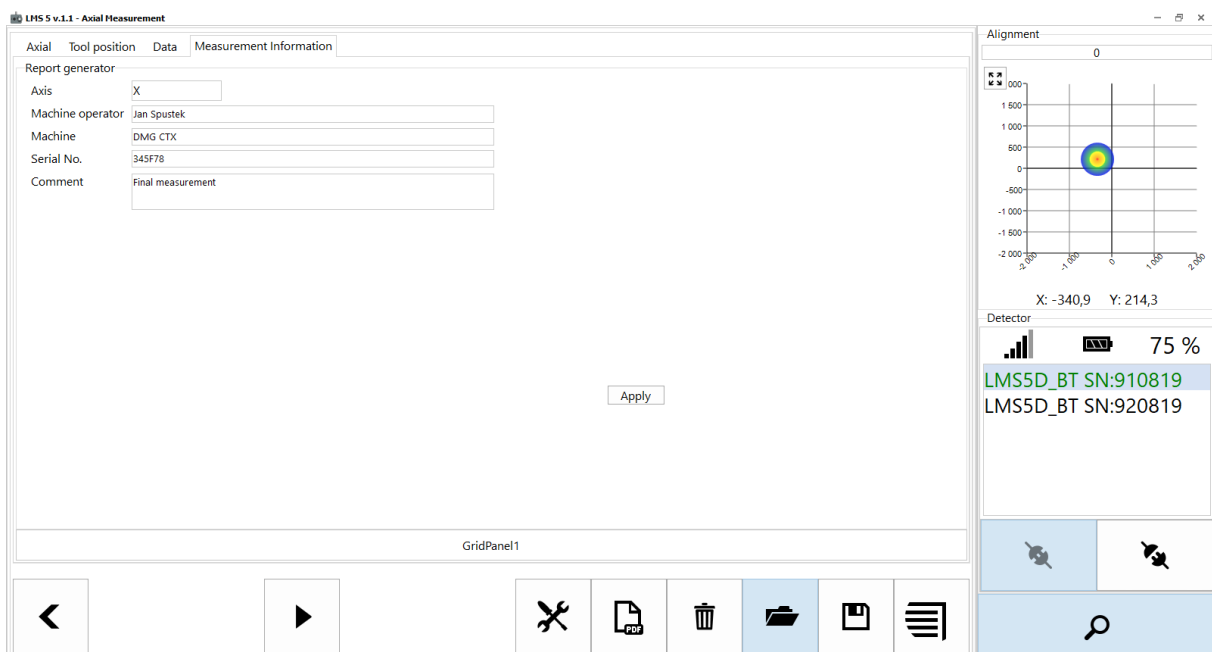 LMS 5 v.1.1 - Axial Measurement
Axial Tool position Data Measurement Information
Report generator
Axis X
Machine operator Jan Spustek
Machine DMG CTX
Serial No. 345F78
Comment Final measurement
Apply
GridPanel1
PDF
Alignment
0
000
1 500
1 000
500
0
-500
-1 000
-1 500
-2 000
-2 000 -1 000 0 1 000 2 000
X: -340,9 Y: 214,3
Detector
75 %
LMS5D_BT SN:910819
LMS5D_BT SN:920819